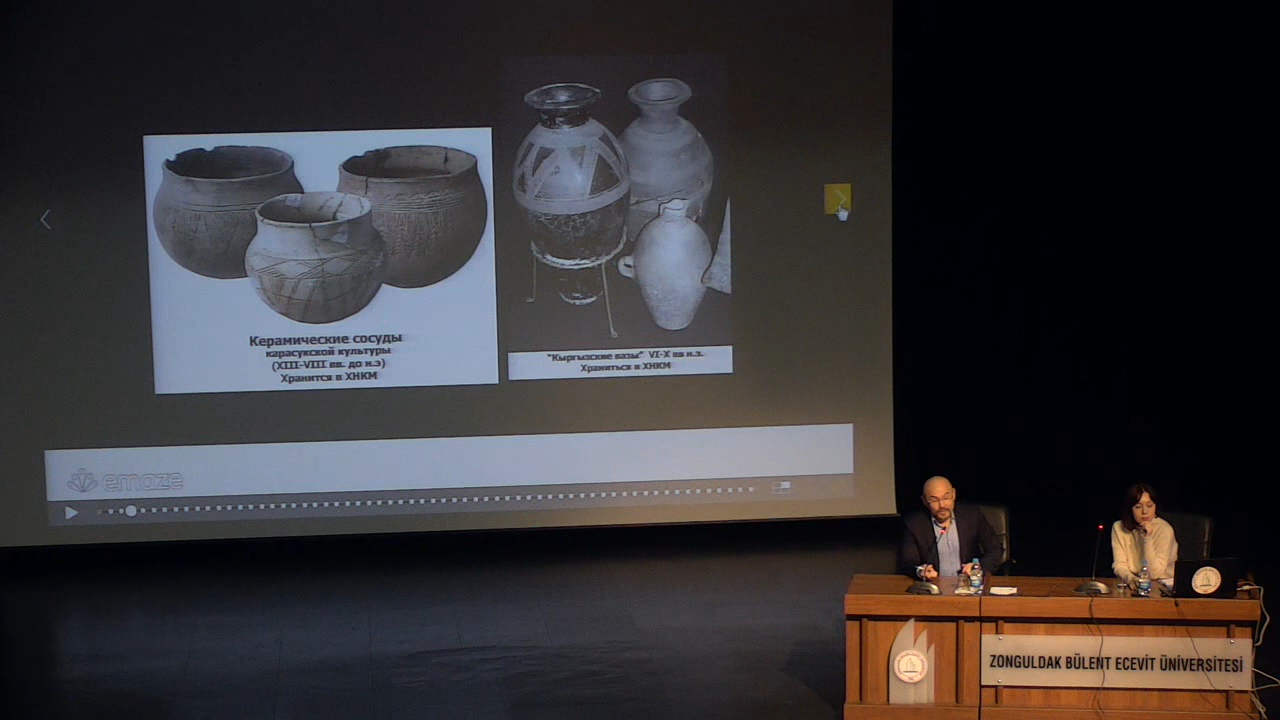 Керамические сосуды
карасукской культуры
(XIII-VIII вв. до н.э)
Хранится в ХНКМ
"Кыргызские вазы" VI-X вв н.э.
Храниться в ХНКМ
emaze
ZONGULDAK BÜLENT ECEVİT ÜNİVERSİTESİ